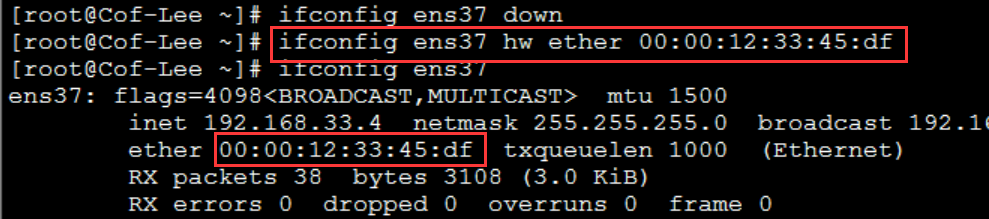 [root@Cof-Lee ~]# ifconfig ens37 down
[root@Cof-Lee ~]# ifconfig ens37 hw ether 00:00:12:33:45:df
[root@Cof-Lee ~]# ifconfig ens37
ens37: flags=4098<BROADCAST,MULTICAST>  mtu 1500
        inet 192.168.33.4  netmask 255.255.255.0  broadcast
        ether 00:00:12:33:45:df  txqueuelen 1000  (Ethernet)
        RX packets 38  bytes 3108 (3.0 KiB)
        RX errors 0  dropped 0  overruns 0  frame 0